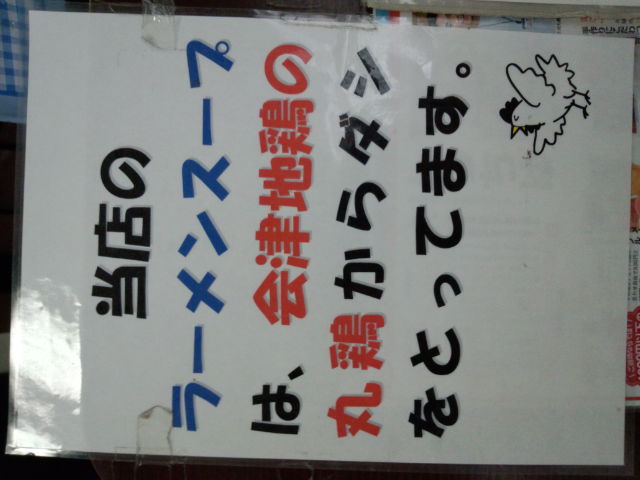 当店の
ラーメンスープ
は、会津地鶏の
丸鶏からダシ
をとってます。